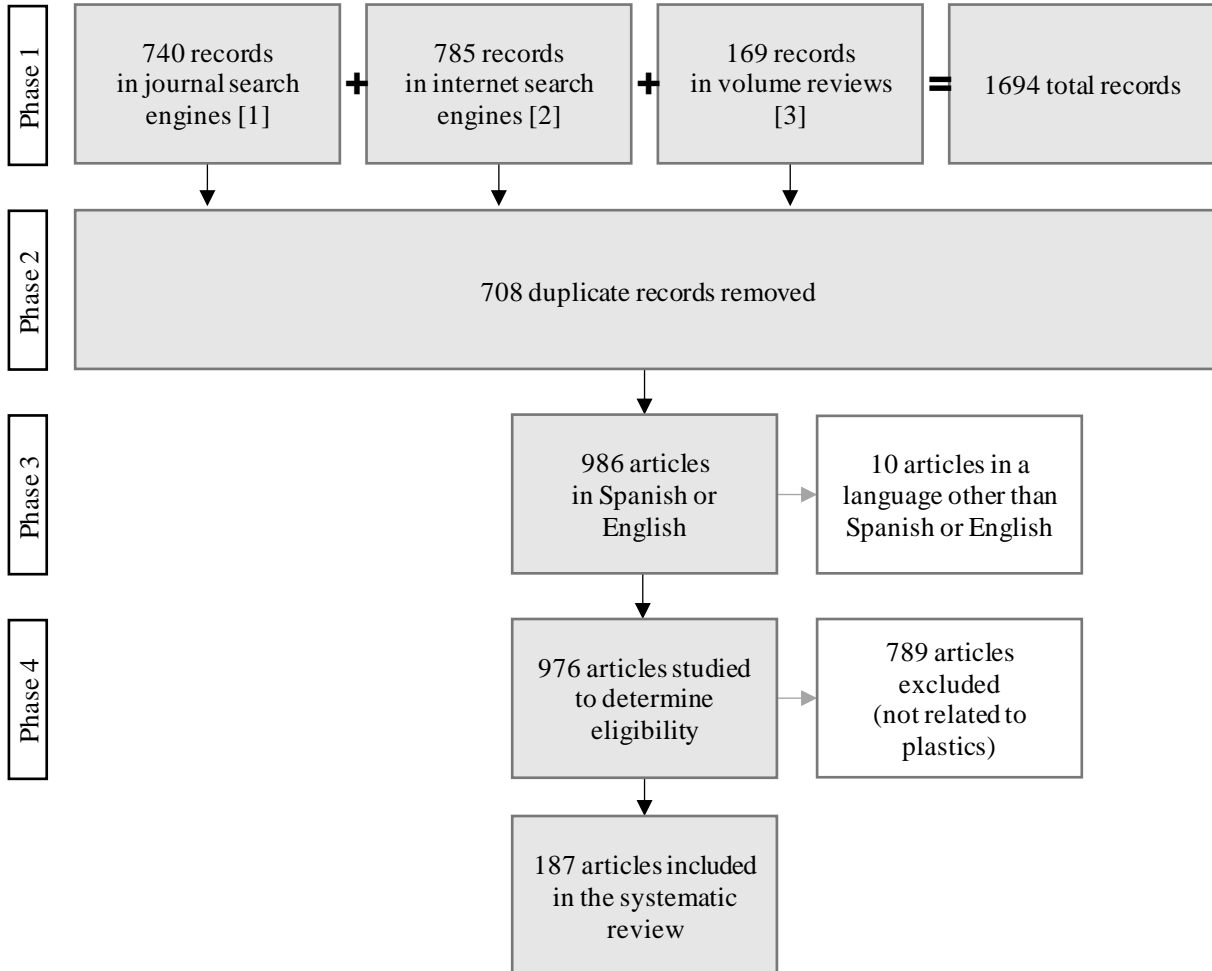 Phase 1
740 records
in journal search
engines [1]
+
785 records
in internet search
engines [2]
+
169 records
in volume reviews
[3]
=
1694 total records
Phase 2
708 duplicate records removed
Phase 3
986 articles
in Spanish or
English
10 articles in a
language other than
Spanish or English
Phase 4
976 articles studied
to determine
eligibility
789 articles
excluded
(not related to
plastics)
187 articles included
in the systematic
review